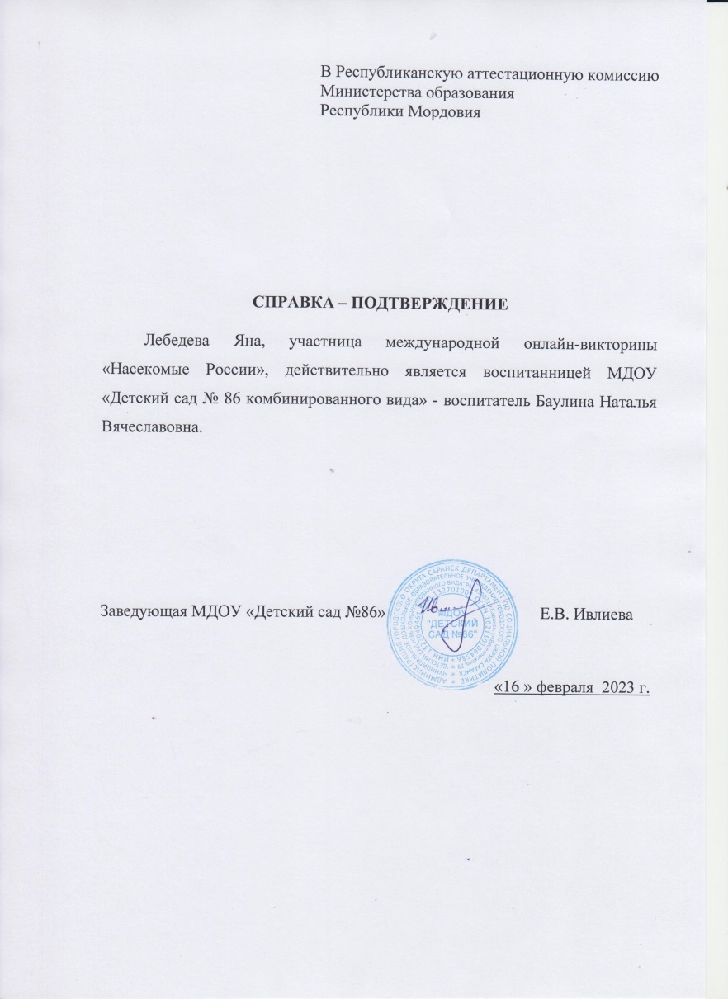 В Республиканскую аттестационную комиссию
Министерства образования
Республики Мордовия
СПРАВКА – ПОДТВЕРЖДЕНИЕ
Лебедева Яна, участница международной онлайн-викторины
«Насекомые России», действительно является воспитанницей МДОУ
«Детский сад № 86 комбинированного вида» - воспитатель Баулина Наталья
Вячеславовна.
Заведующая МДОУ «Детский сад №86»
МДОУ
"ДЕТСКИЙ
САД №86"
АДМИНИСТРАЦИЯ ГОРОДСКОГО ОКРУГА САРАНСК ДЕПАРТАМЕНТ ПО СОЦИАЛЬНОЙ ПОЛИТИКЕ
Е.В. Ивлиева
«16 » февраля 2023 г.